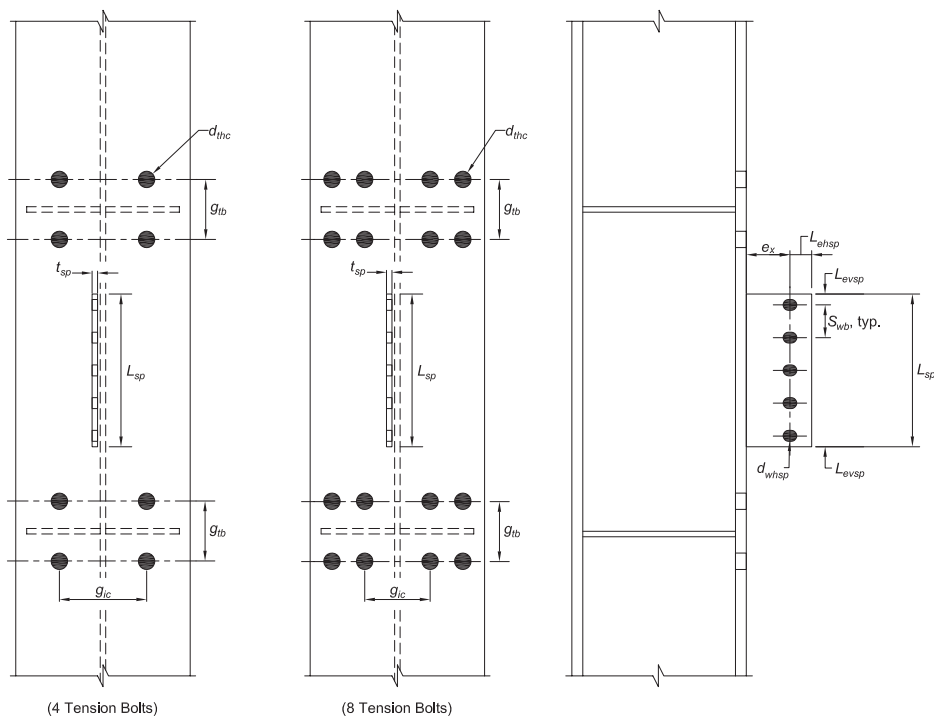 d_thc
g_tb
t_sp
L_sp
g_tb
g_ic
(4 Tension Bolts)
d_thc
g_tb
t_sp
L_sp
g_tb
g_ic
(8 Tension Bolts)
e_x
L_ehsp
L_evsp
S_wb, typ.
L_sp
d_whsp
L_evsp